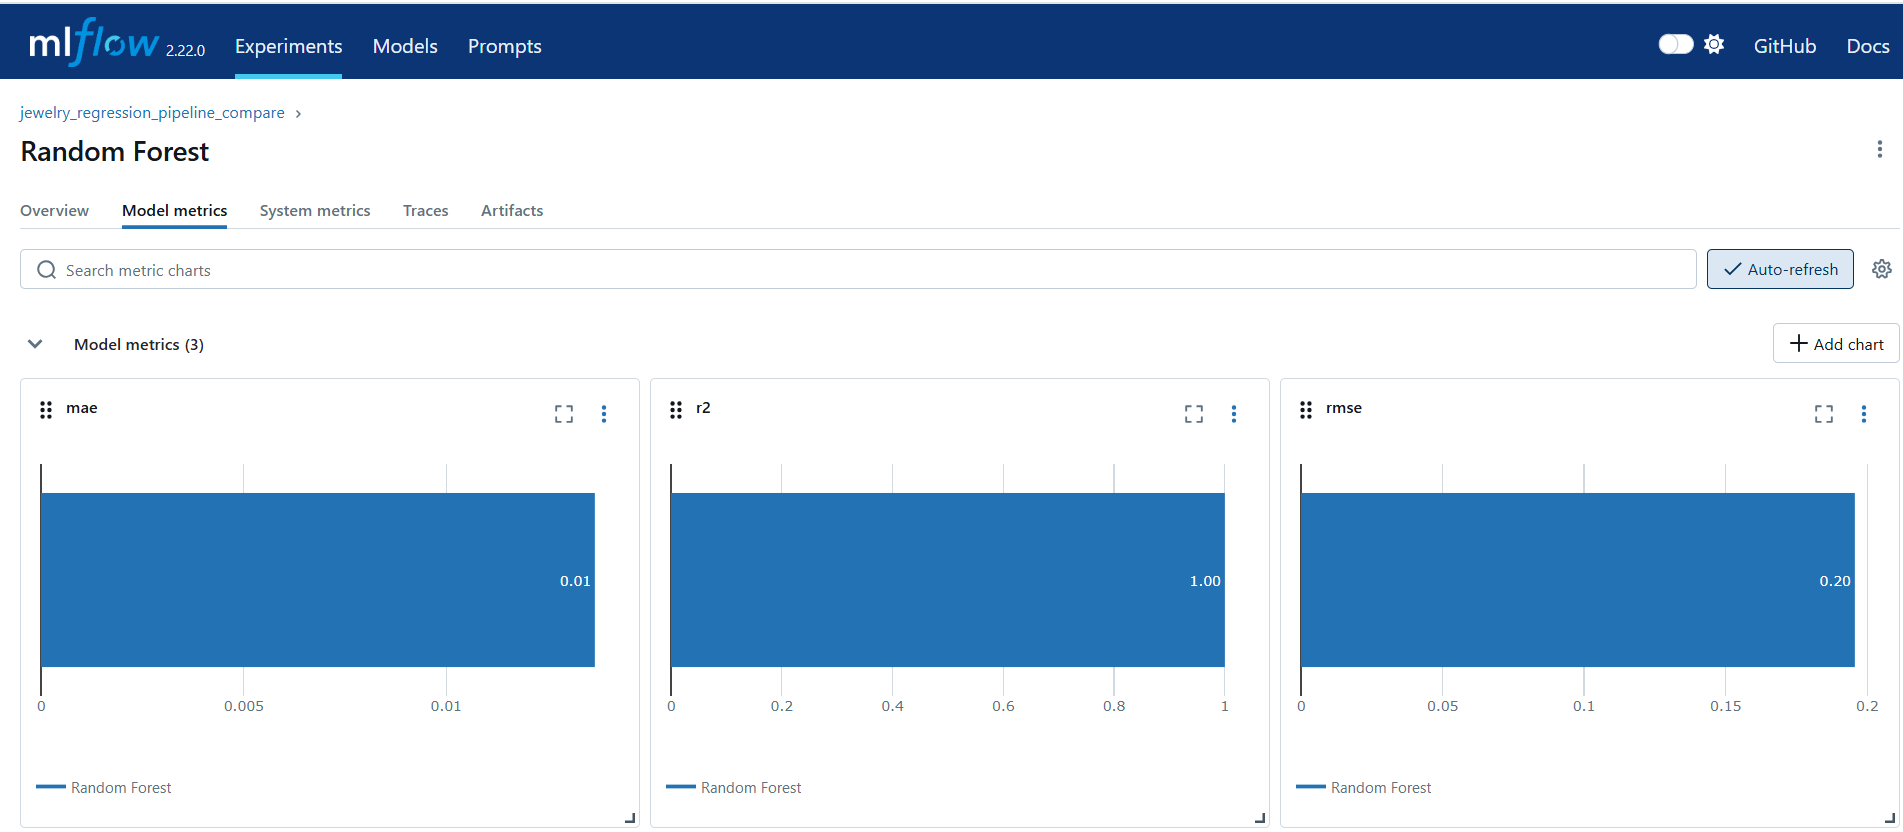 mlflow 2.22.0 Experiments Models Prompts GitHub Docs
jewelry_regression_pipeline_compare
Random Forest
Overview Model metrics System metrics Traces Artifacts
Search metric charts Auto-refresh
Model metrics (3) Add chart
mae
0.01
0 0.005 0.01
Random Forest
r2
1.00
0 0.2 0.4 0.6 0.8 1
Random Forest
rmse
0.20
0 0.05 0.1 0.15 0.2
Random Forest